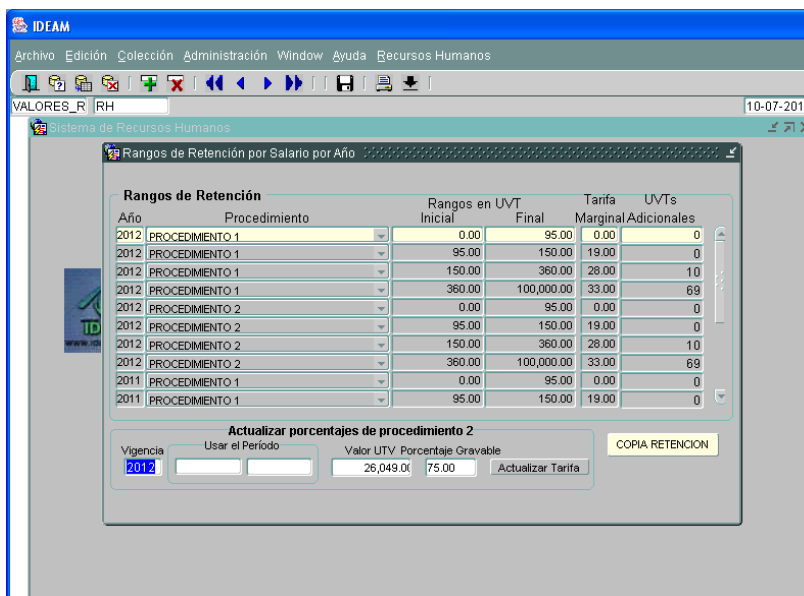 IDEAM
Archivo Edición Colección Administración Window Ayuda Recursos Humanos
VALORES_R RH 10-07-201
Sistema de Recursos Humanos
Rangos de Retención por Salario por Año
Rangos de Retención
Rangos en UVT Tarifa UVTs
Año Procedimiento Inicial Final Marginal Adicionales
2012 PROCEDIMIENTO 1 0.00 95.00 0.00 0
2012 PROCEDIMIENTO 1 95.00 150.00 19.00 0
2012 PROCEDIMIENTO 1 150.00 360.00 28.00 10
2012 PROCEDIMIENTO 1 360.00 100,000.00 33.00 69
2012 PROCEDIMIENTO 2 0.00 95.00 0.00 0
2012 PROCEDIMIENTO 2 95.00 150.00 19.00 0
2012 PROCEDIMIENTO 2 150.00 360.00 28.00 10
2012 PROCEDIMIENTO 2 360.00 100,000.00 33.00 69
2011 PROCEDIMIENTO 1 0.00 95.00 0.00 0
2011 PROCEDIMIENTO 1 95.00 150.00 19.00 0
Actualizar porcentajes de procedimiento 2
Vigencia Usar el Período Valor UTV Porcentaje Gravable
2012 26,049.0 75.00 Actualizar Tarifa
COPIA RETENCION